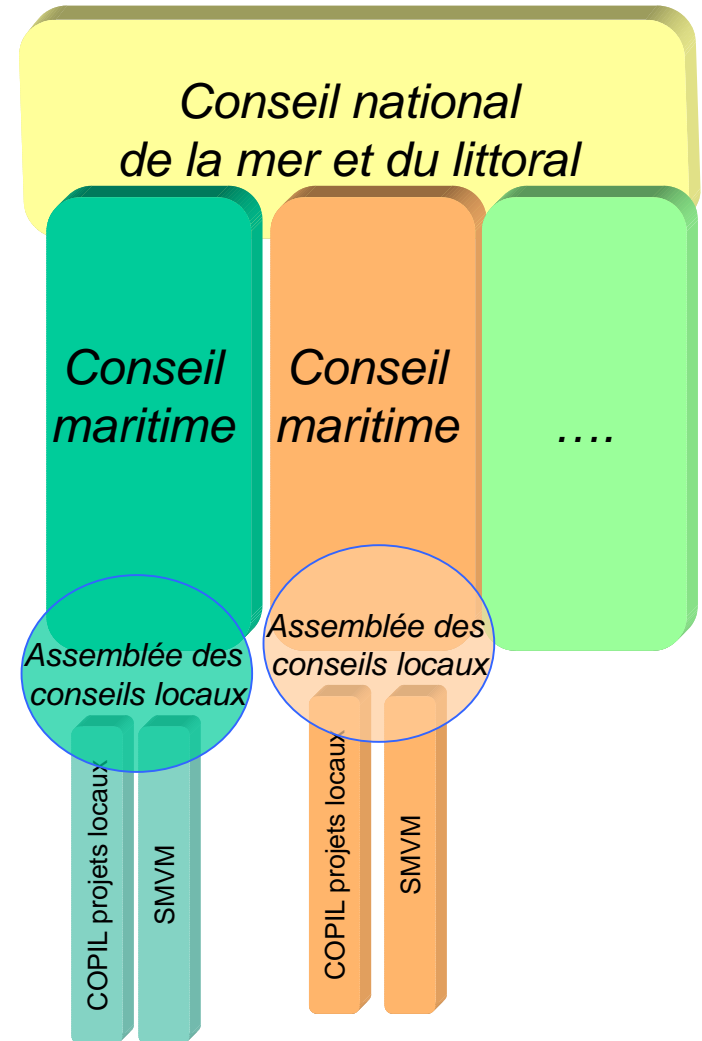 Conseil national
de la mer et du littoral
Conseil
maritime
Conseil
maritime
….
Assemblée des
conseils locaux
Assemblée des
conseils locaux
COPIL projets locaux
SMVM
COPIL projets locaux
SMVM